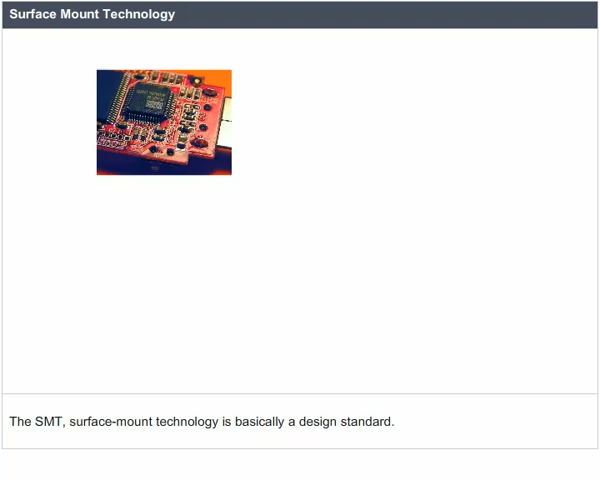 Surface Mount Technology
The SMT, surface-mount technology is basically a design standard.